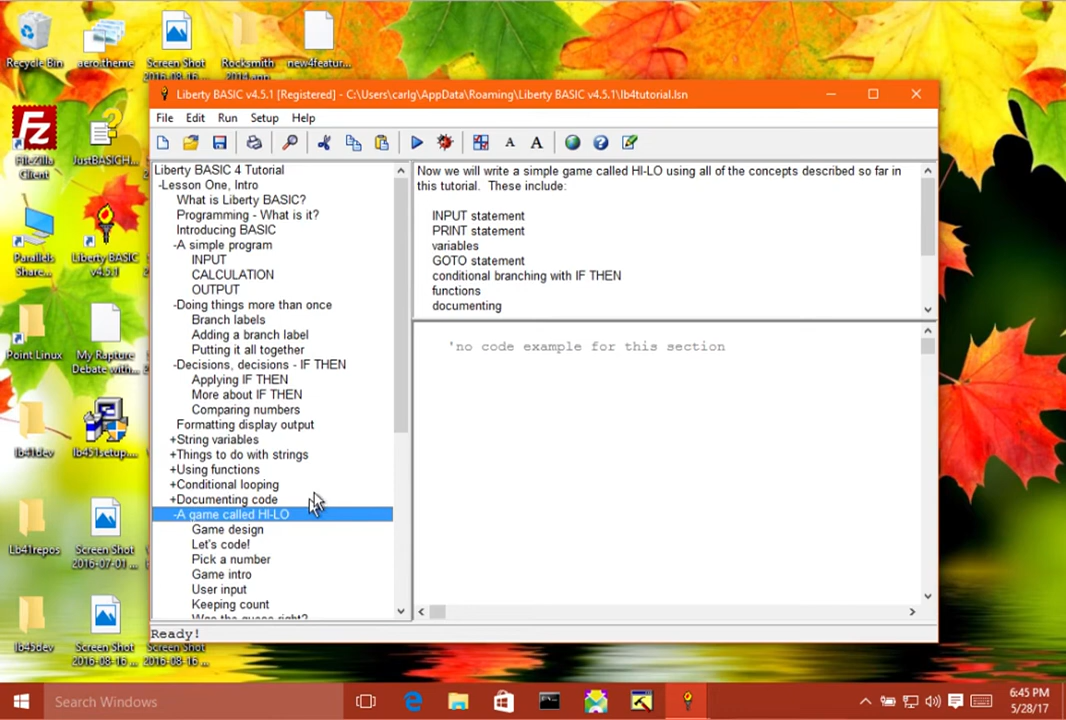 Recycle Bin
aero.theme
Screen Shot
2016-08-16 ...
Rocksmith
2014.app
new4featur...
FileZilla
Client
JustBASICFi...
Parallels
Share...
Liberty BASIC
v4.5.1
Point Linux
My Rapture
Debate with...
lb41dev
lb451setup....
Lb41repos
Screen Shot
2016-07-01 ...
lb45dev
Screen Shot
2016-08-16 ...
Screen Shot
2016-08-16 ...
Liberty BASIC v4.5.1 [Registered] - C:\Users\carlg\AppData\Roaming\Liberty BASIC v4.5.1\lb4tutorial.lsn
File Edit Run Setup Help
A A
Liberty BASIC 4 Tutorial
-Lesson One, Intro
What is Liberty BASIC?
Programming - What is it?
Introducing BASIC
-A simple program
INPUT
CALCULATION
OUTPUT
-Doing things more than once
Branch labels
Adding a branch label
Putting it all together
-Decisions, decisions - IF THEN
Applying IF THEN
More about IF THEN
Comparing numbers
Formatting display output
+String variables
+Things to do with strings
+Using functions
+Conditional looping
+Documenting code
-A game called HI-LO
Game design
Let's code!
Pick a number
Game intro
User input
Keeping count
Was the guess right?
Now we will write a simple game called HI-LO using all of the concepts described so far in
this tutorial. These include:
INPUT statement
PRINT statement
variables
GOTO statement
conditional branching with IF THEN
functions
documenting
'no code example for this section
Ready!
Search Windows
6:45 PM
5/28/17